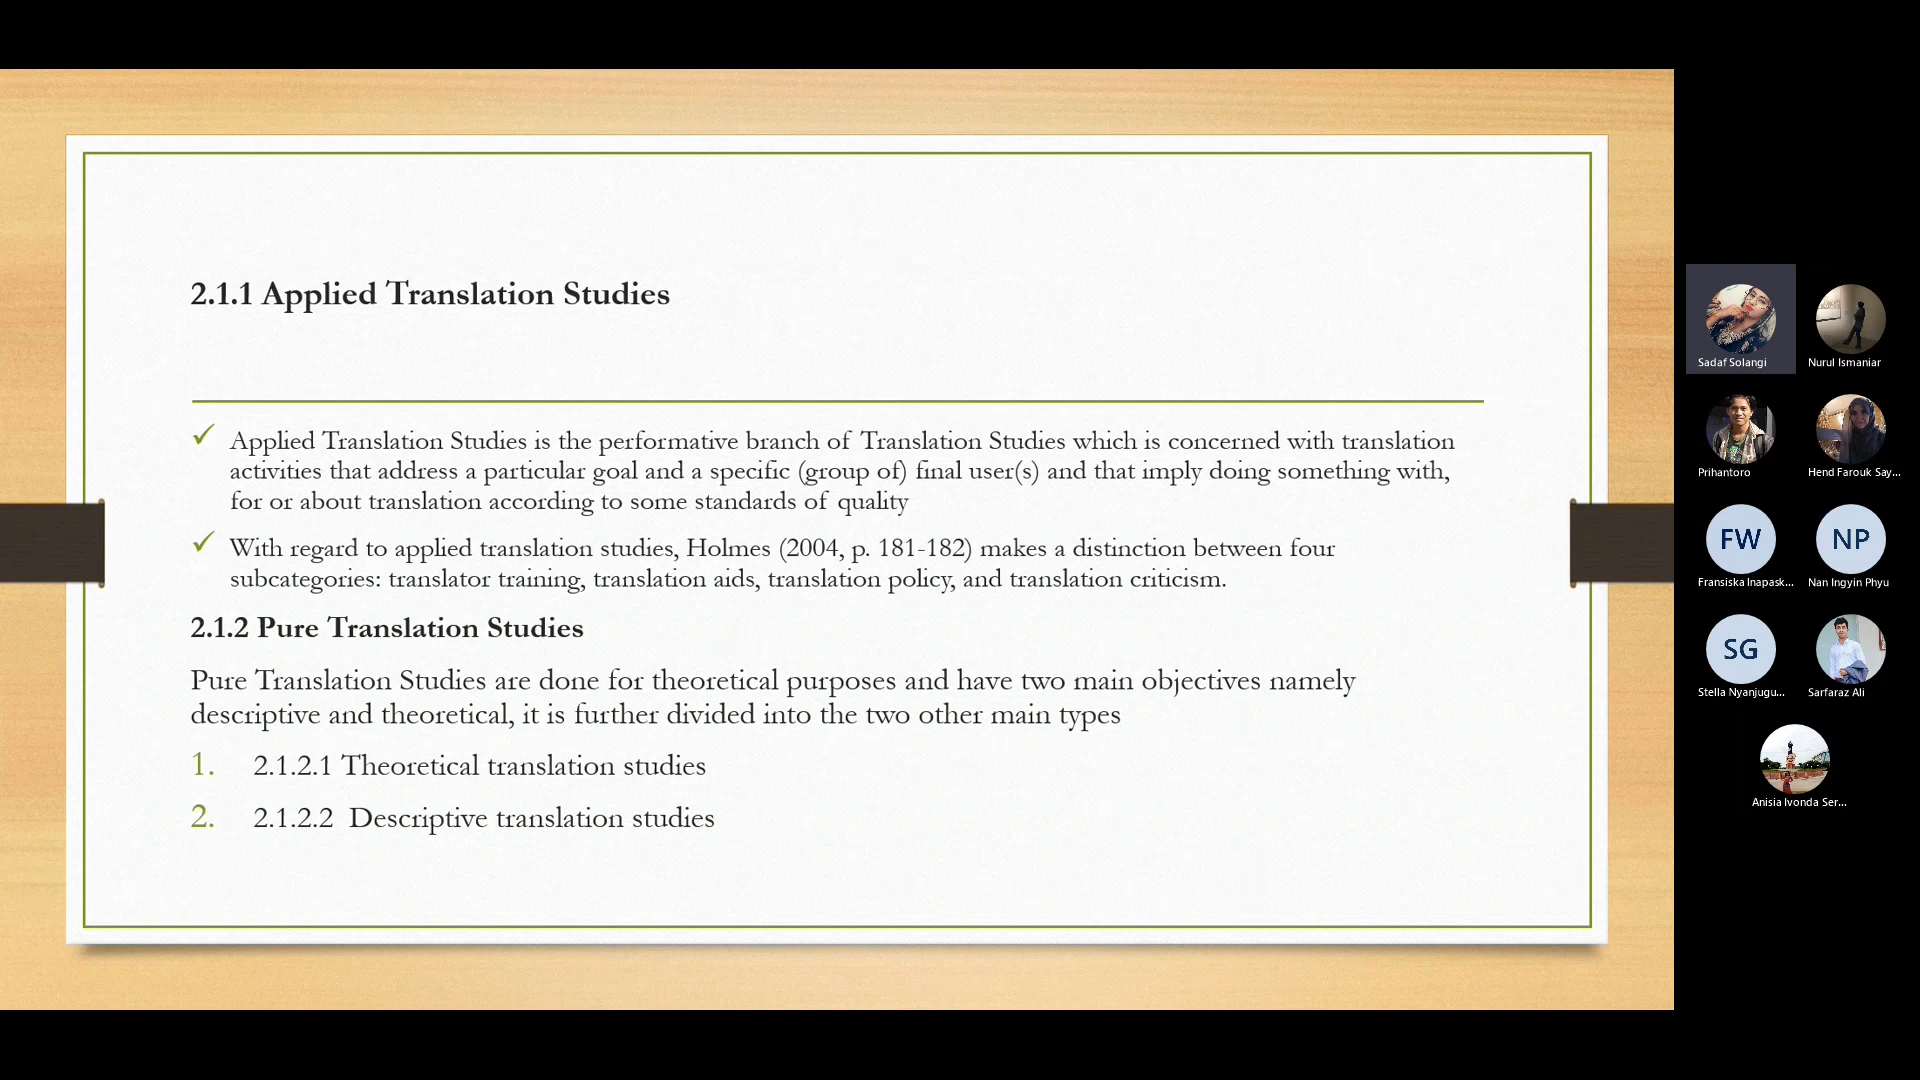 2.1.1 Applied Translation Studies
✓ Applied Translation Studies is the performative branch of Translation Studies which is concerned with translation
activities that address a particular goal and a specific (group of) final user(s) and that imply doing something with,
for or about translation according to some standards of quality
✓ With regard to applied translation studies, Holmes (2004, p. 181-182) makes a distinction between four
subcategories: translator training, translation aids, translation policy, and translation criticism.
2.1.2 Pure Translation Studies
Pure Translation Studies are done for theoretical purposes and have two main objectives namely
descriptive and theoretical, it is further divided into the two other main types
1. 2.1.2.1 Theoretical translation studies
2. 2.1.2.2 Descriptive translation studies
Sadaf Solangi
Nurul Ismaniar
Prihantoro
Hend Farouk Say...
FW
NP
Fransiska Inapask...
Nan Ingyin Phyu
SG
Stella Nyanjugu...
Sarfaraz Ali
Anisia Ivonda Ser...